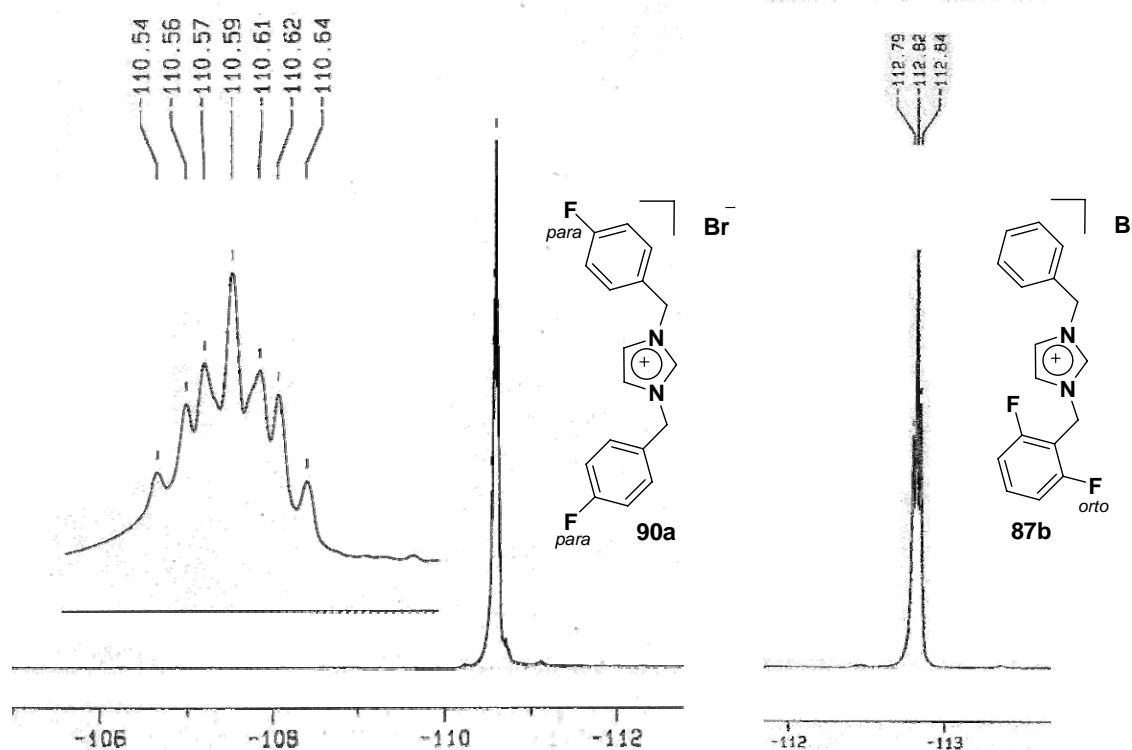 -110.54
-110.56
-110.57
-110.59
-110.61
-110.62
-110.64
-112.79
-112.82
-112.84
F
para
Br−
N
+
N
F
para
90a
B
N
+
N
F
F
orto
87b
-106
-108
-110
-112
-112
-113